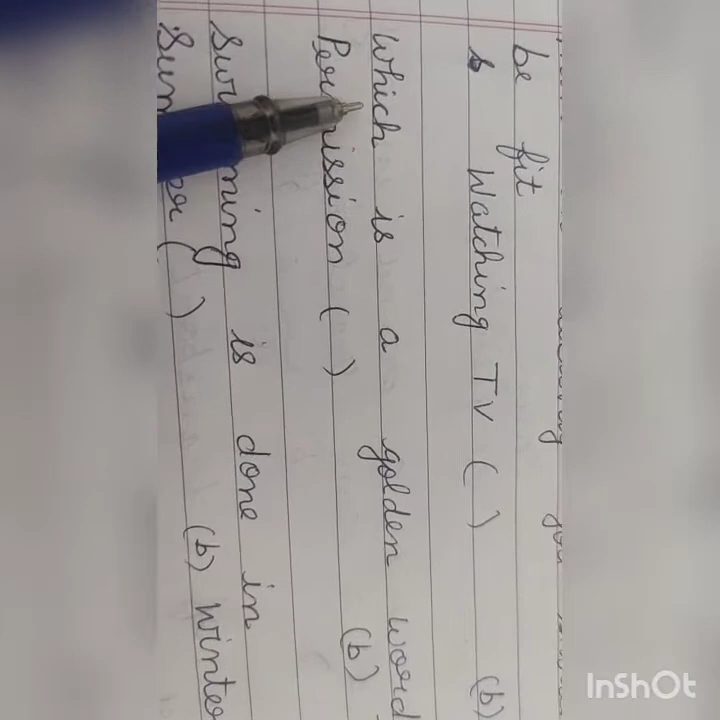 be fit
Watching TV ( ) (b)
Which is a golden word
Permission ( ) (b)
Swimming is done in
Summer ( ) (b) Winter
InShOt